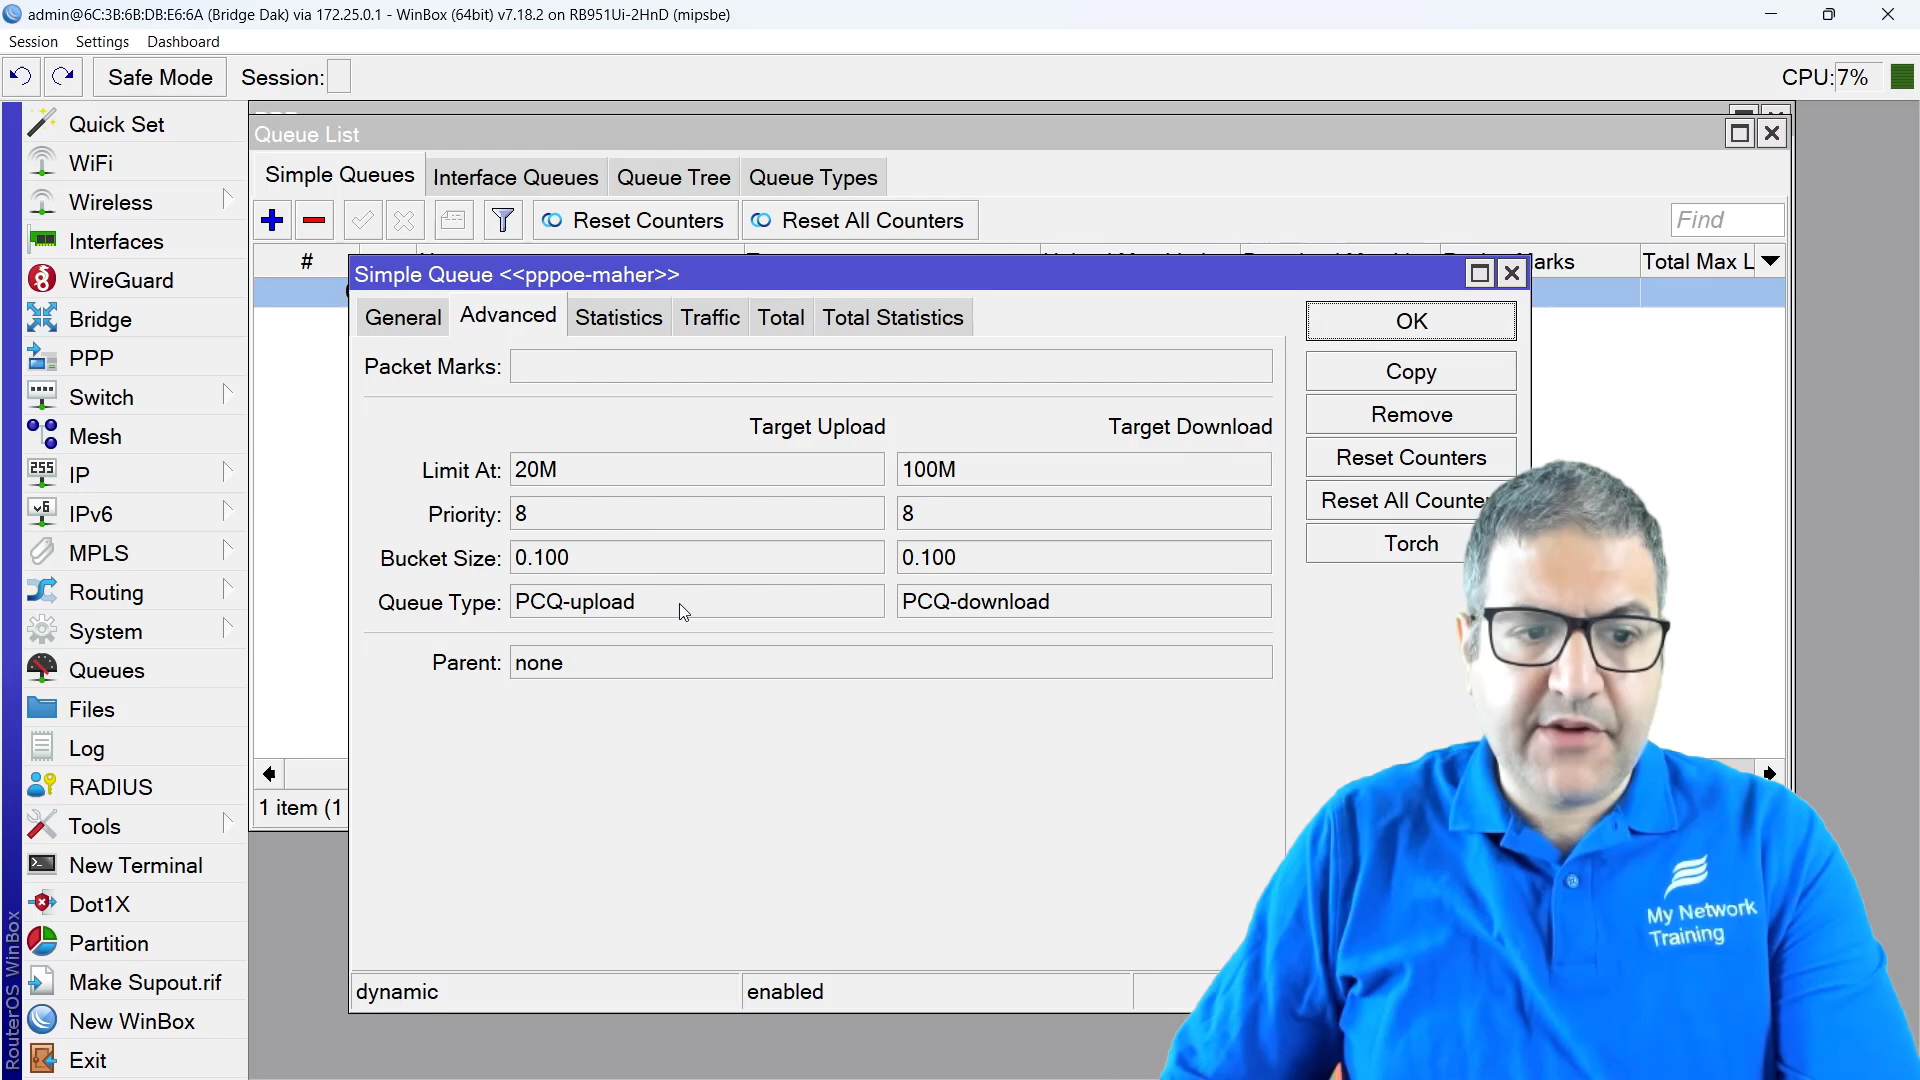 admin@6C:3B:6B:DB:E6:6A (Bridge Dak) via 172.25.0.1 - WinBox (64bit) v7.18.2 on RB951Ui-2HnD (mipsbe)
Session Settings Dashboard
Safe Mode Session: CPU: 7%
Quick Set
WiFi
Wireless
Interfaces
WireGuard
Bridge
PPP
Switch
Mesh
IP
IPv6
MPLS
Routing
System
Queues
Files
Log
RADIUS
Tools
New Terminal
Dot1X
Partition
Make Supout.rif
New WinBox
Exit
RouterOS WinBox
Queue List
Simple Queues Interface Queues Queue Tree Queue Types
Reset Counters Reset All Counters Find
# arks Total Max L
Simple Queue <<pppoe-maher>>
General Advanced Statistics Traffic Total Total Statistics
Packet Marks:
Target Upload Target Download
Limit At: 20M 100M
Priority: 8 8
Bucket Size: 0.100 0.100
Queue Type: PCQ-upload PCQ-download
Parent: none
OK
Copy
Remove
Reset Counters
Reset All Counte
Torch
1 item (1
dynamic enabled
My Network
Training
255
v6